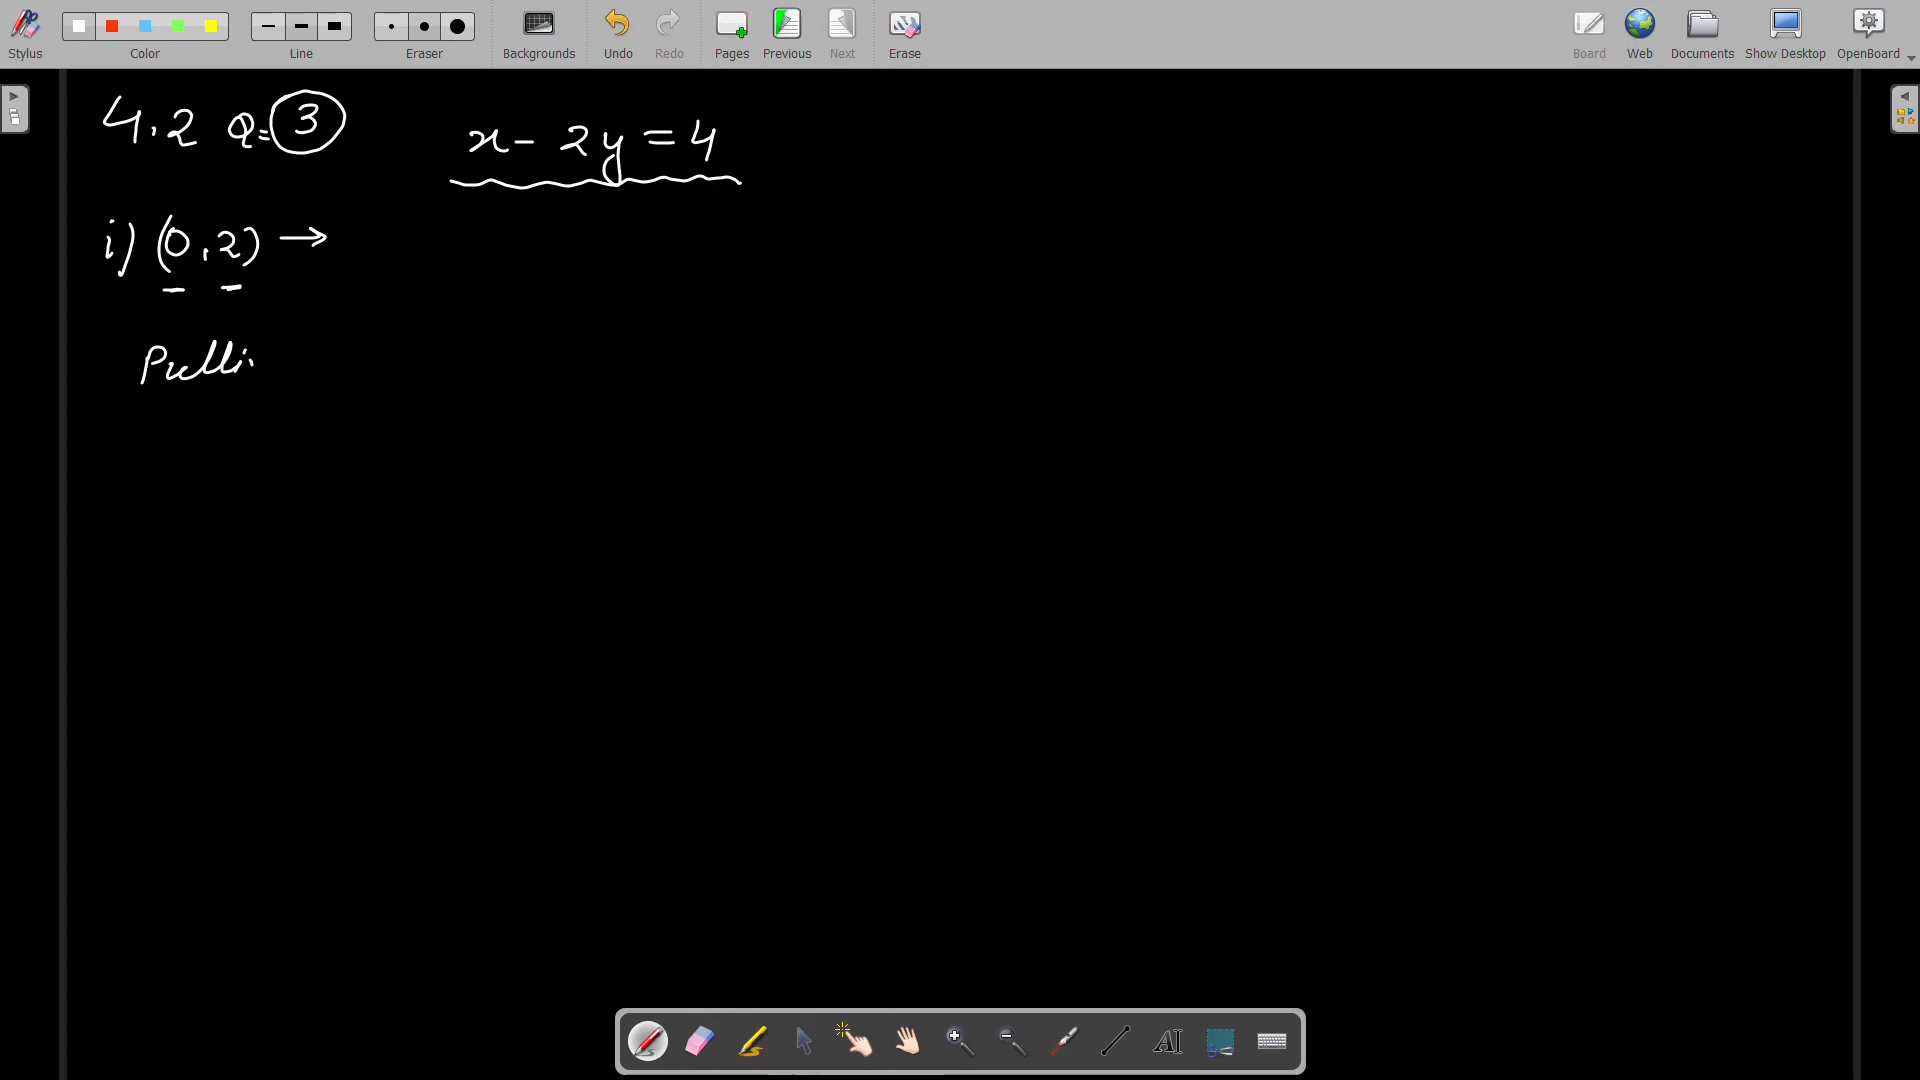 Stylus Color Line Eraser Backgrounds Undo Redo Pages Previous Next Erase Board Web Documents Show Desktop OpenBoard
4.2 Q= 3
x - 2y = 4
i) (0, 2) →